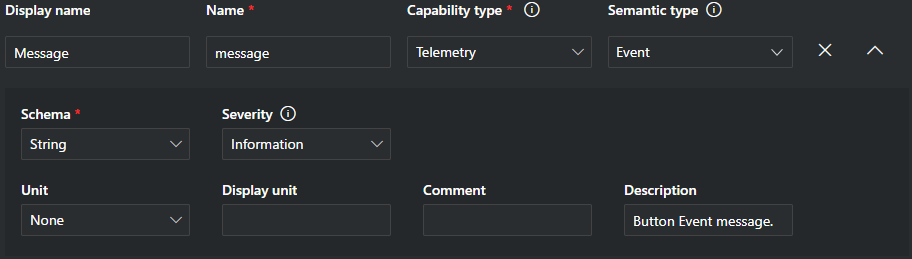 Display name Name * Capability type * Semantic type
Message message Telemetry Event
Schema * Severity
String Information
Unit Display unit Comment Description
None Button Event message.